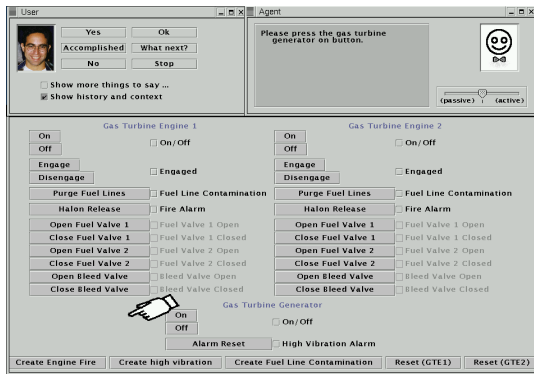 User
Agent
Yes
Ok
Accomplished
What next?
No
Stop
Show more things to say ...
Show history and context
Please press the gas turbine
generator on button.
(passive)
(active)
Gas Turbine Engine 1
On
Off
On/Off
Engage
Disengage
Engaged
Purge Fuel Lines
Fuel Line Contamination
Halon Release
Fire Alarm
Open Fuel Valve 1
Fuel Valve 1 Open
Close Fuel Valve 1
Fuel Valve 1 Closed
Open Fuel Valve 2
Fuel Valve 2 Open
Close Fuel Valve 2
Fuel Valve 2 Closed
Open Bleed Valve
Bleed Valve Open
Close Bleed Valve
Bleed Valve Closed
Gas Turbine Engine 2
On
Off
On/Off
Engage
Disengage
Engaged
Purge Fuel Lines
Fuel Line Contamination
Halon Release
Fire Alarm
Open Fuel Valve 1
Fuel Valve 1 Open
Close Fuel Valve 1
Fuel Valve 1 Closed
Open Fuel Valve 2
Fuel Valve 2 Open
Close Fuel Valve 2
Fuel Valve 2 Closed
Open Bleed Valve
Bleed Valve Open
Close Bleed Valve
Bleed Valve Closed
Gas Turbine Generator
On
Off
On/Off
Alarm Reset
High Vibration Alarm
Create Engine Fire
Create high vibration
Create Fuel Line Contamination
Reset (GTE1)
Reset (GTE2)